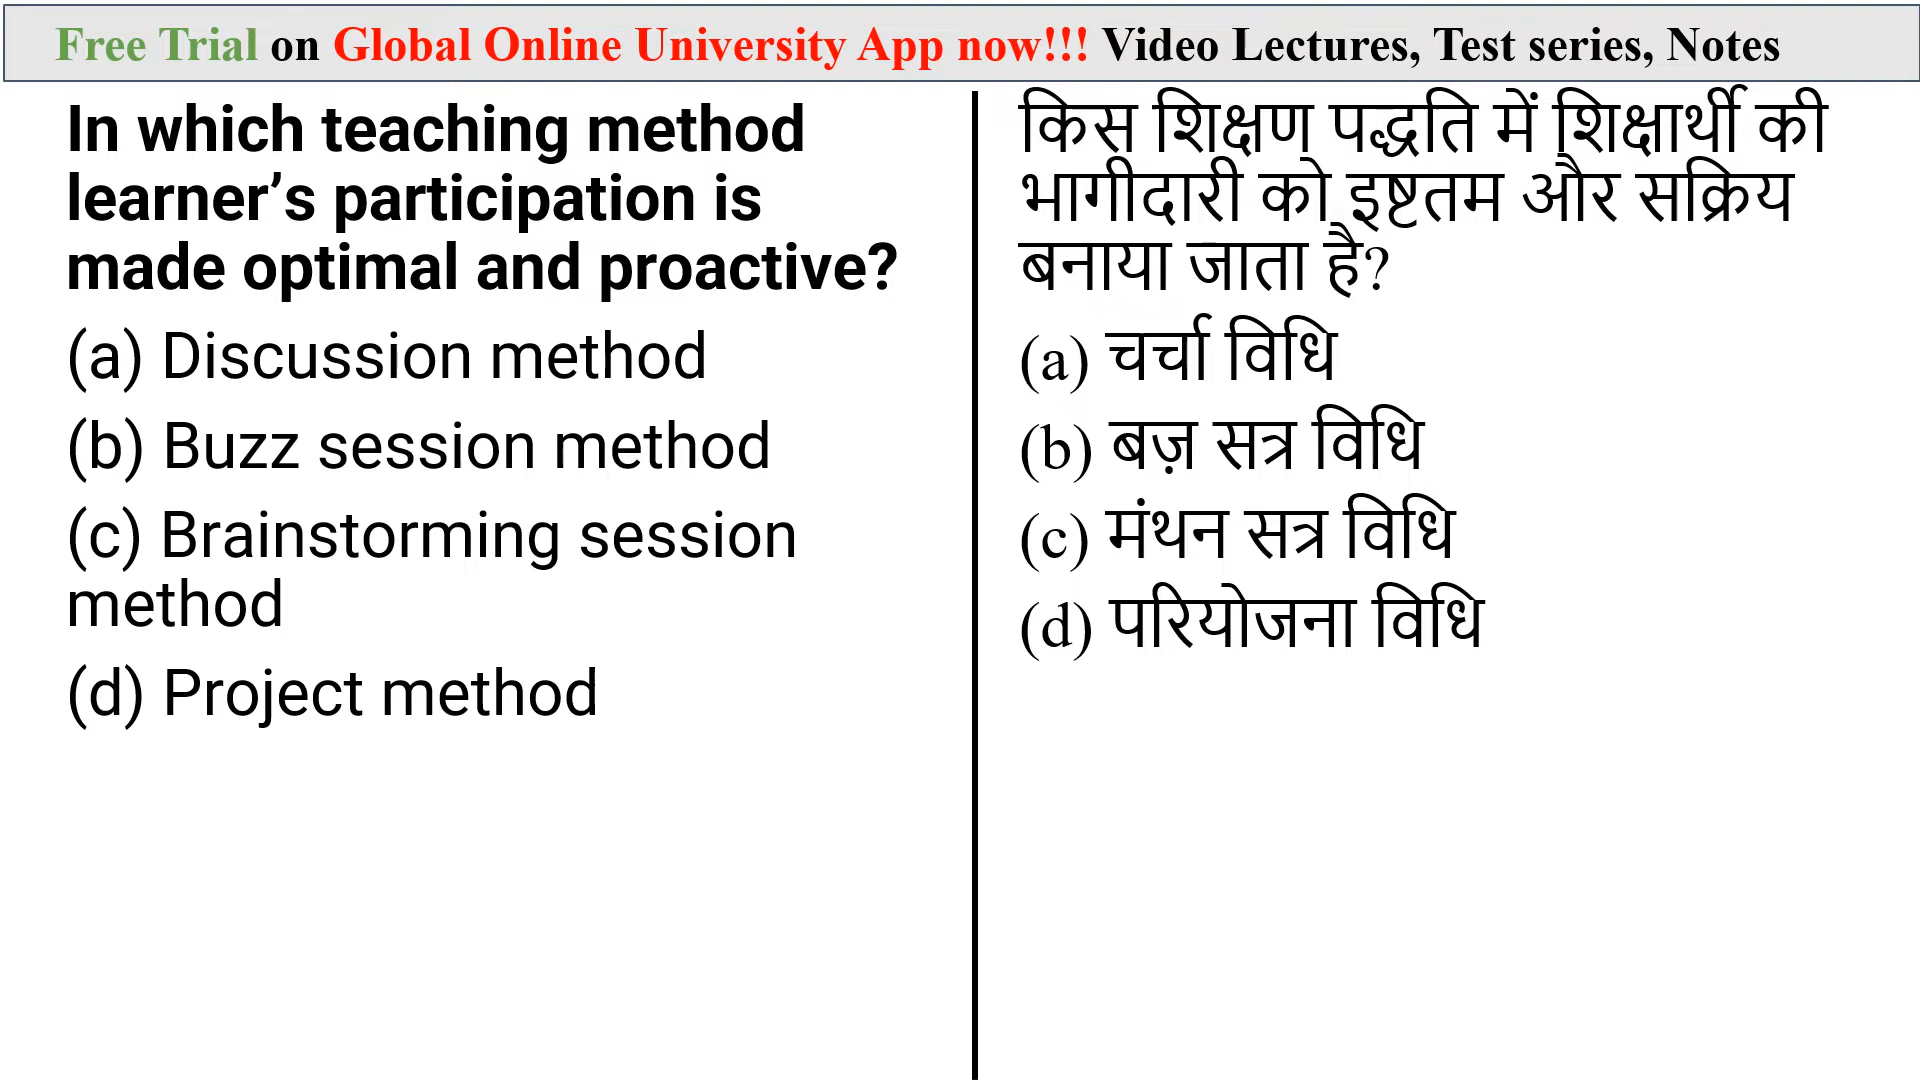 Free Trial on Global Online University App now!!! Video Lectures, Test series, Notes
In which teaching method
learner’s participation is
made optimal and proactive?
(a) Discussion method
(b) Buzz session method
(c) Brainstorming session
method
(d) Project method
किस शिक्षण पद्धति में शिक्षार्थी की
भागीदारी को इष्टतम और सक्रिय
बनाया जाता है?
(a) चर्चा विधि
(b) बज़ सत्र विधि
(c) मंथन सत्र विधि
(d) परियोजना विधि